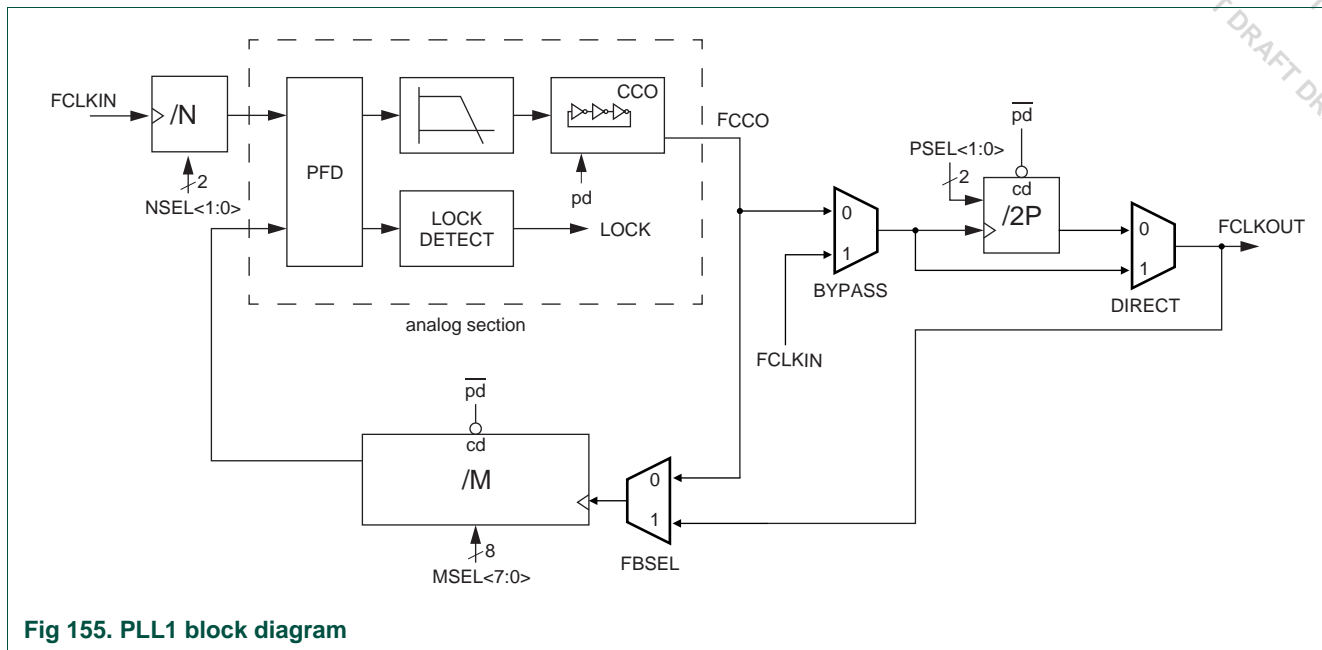 T DRAFT DR
FCLKIN
/N
2
NSEL<1:0>
PFD
CCO
pd
LOCK
DETECT
LOCK
analog section
FCCO
0
1
BYPASS
FCLKIN
pd
PSEL<1:0>
2
cd
/2P
0
1
DIRECT
FCLKOUT
pd
cd
/M
8
MSEL<7:0>
0
1
FBSEL
Fig 155. PLL1 block diagram